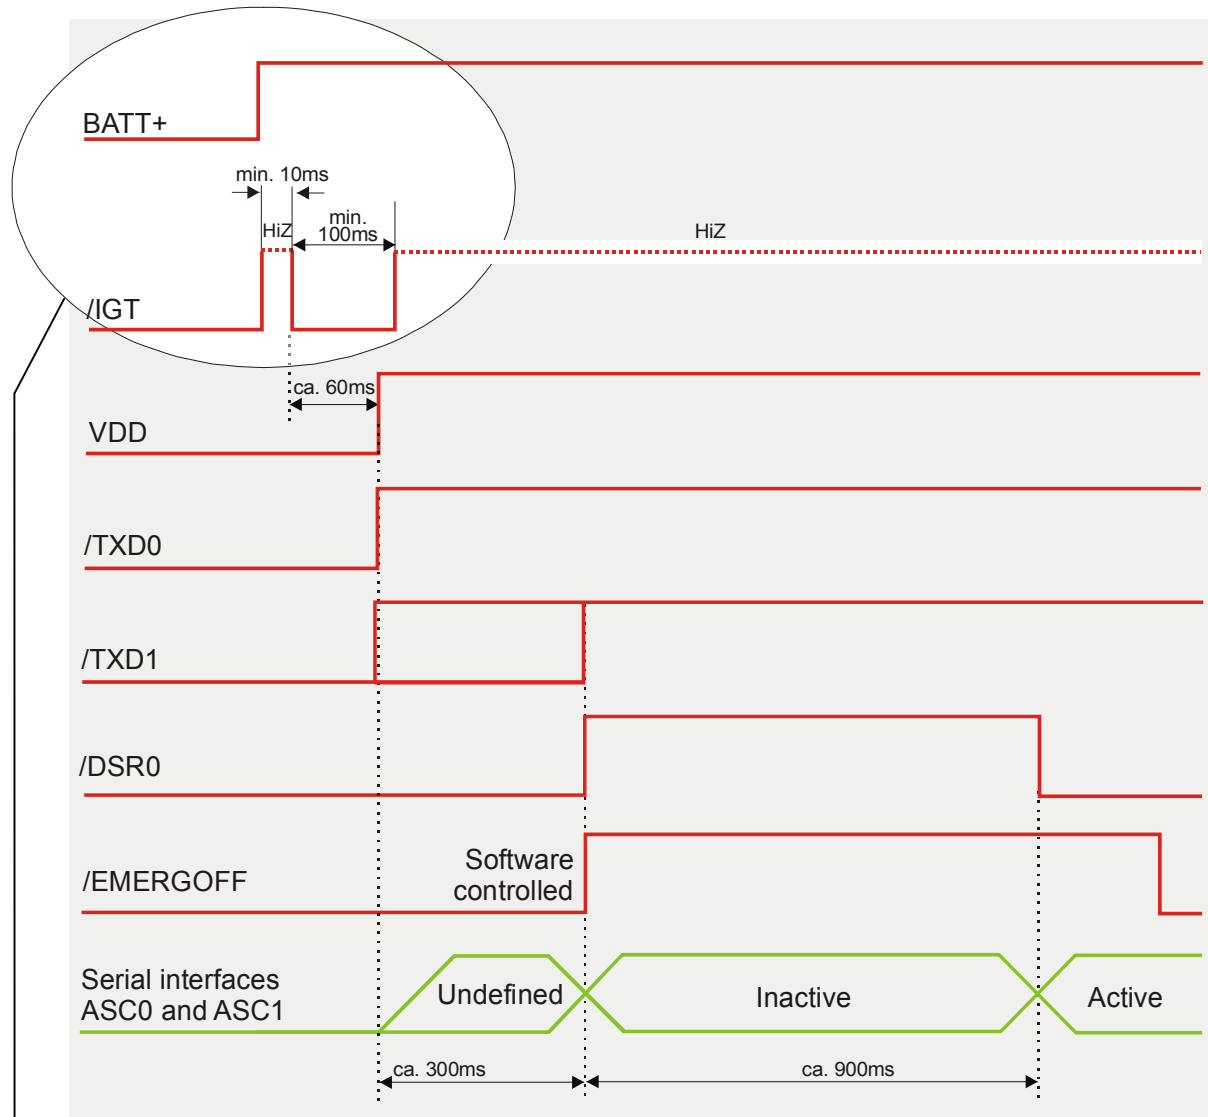 BATT+
min. 10ms
HiZ
min.
100ms
HiZ
/IGT
ca. 60ms
VDD
/TXD0
/TXD1
/DSR0
/EMERGOFF
Software
controlled
Serial interfaces
ASC0 and ASC1
Undefined
Inactive
Active
ca. 300ms
ca. 900ms